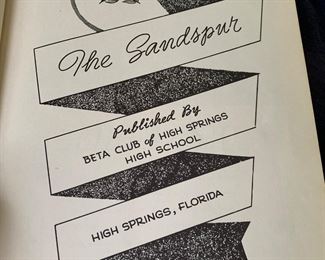 The Sandspur
Published By
BETA CLUB of HIGH SPRINGS
HIGH SCHOOL
HIGH SPRINGS, FLORIDA